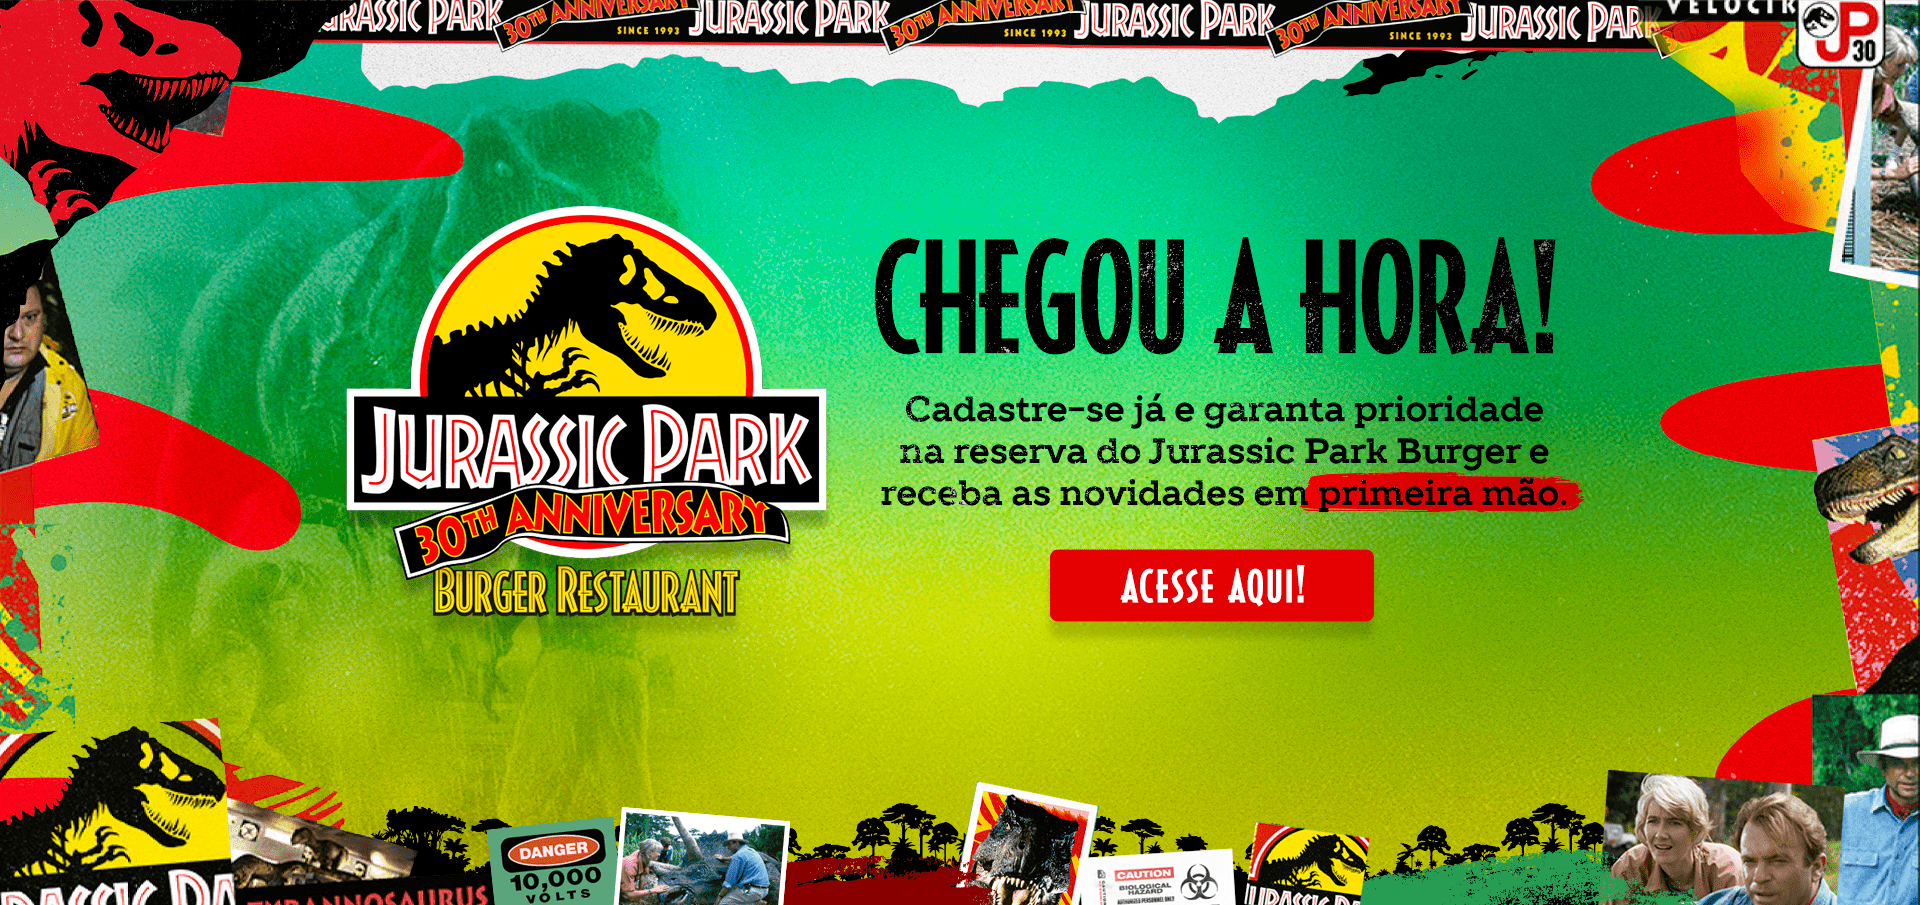 JURASSIC PARK
30TH ANNIVERSARY
SINCE 1993
JURASSIC PARK
30TH ANNIVERSARY
SINCE 1993
JURASSIC PARK
30TH ANNIVERSARY
SINCE 1993
JURASSIC PARK
VELOCIR
JP
30
CHEGOU A HORA!
Cadastre-se já e garanta prioridade
na reserva do Jurassic Park Burger e
receba as novidades em primeira mão.
ACESSE AQUI!
JURASSIC PARK
30TH ANNIVERSARY
BURGER RESTAURANT
TYRANNOSAURUS
DANGER
10,000
VOLTS
CAUTION
BIOLOGICAL
HAZARD
AUTHORIZED PERSONNEL ONLY
JURASSIC PA